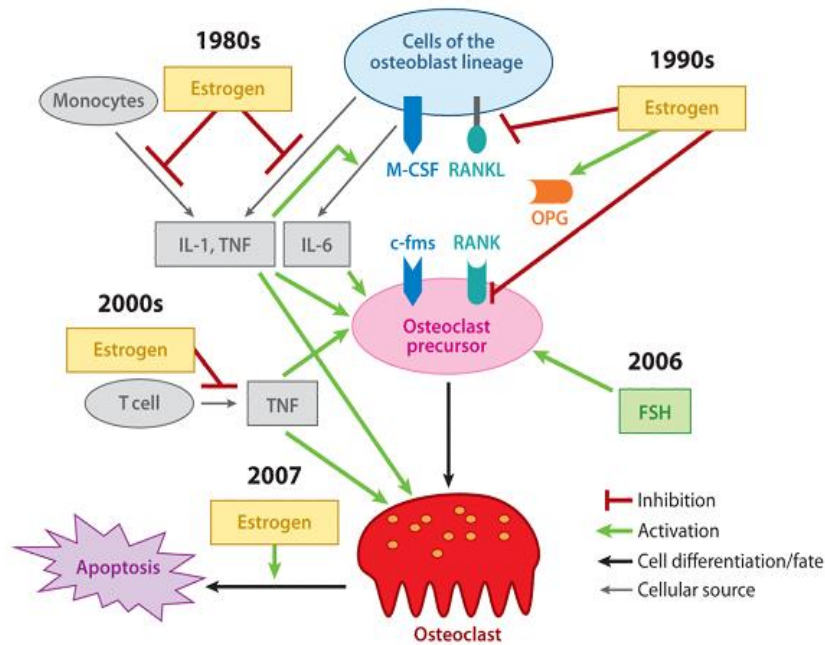 1980s
Estrogen
Monocytes
Cells of the
osteoblast lineage
1990s
Estrogen
M-CSF
RANKL
OPG
IL-1, TNF
IL-6
c-fms
RANK
Osteoclast
precursor
2000s
Estrogen
T cell
TNF
2006
FSH
2007
Estrogen
Apoptosis
Osteoclast
Inhibition
Activation
Cell differentiation/fate
Cellular source